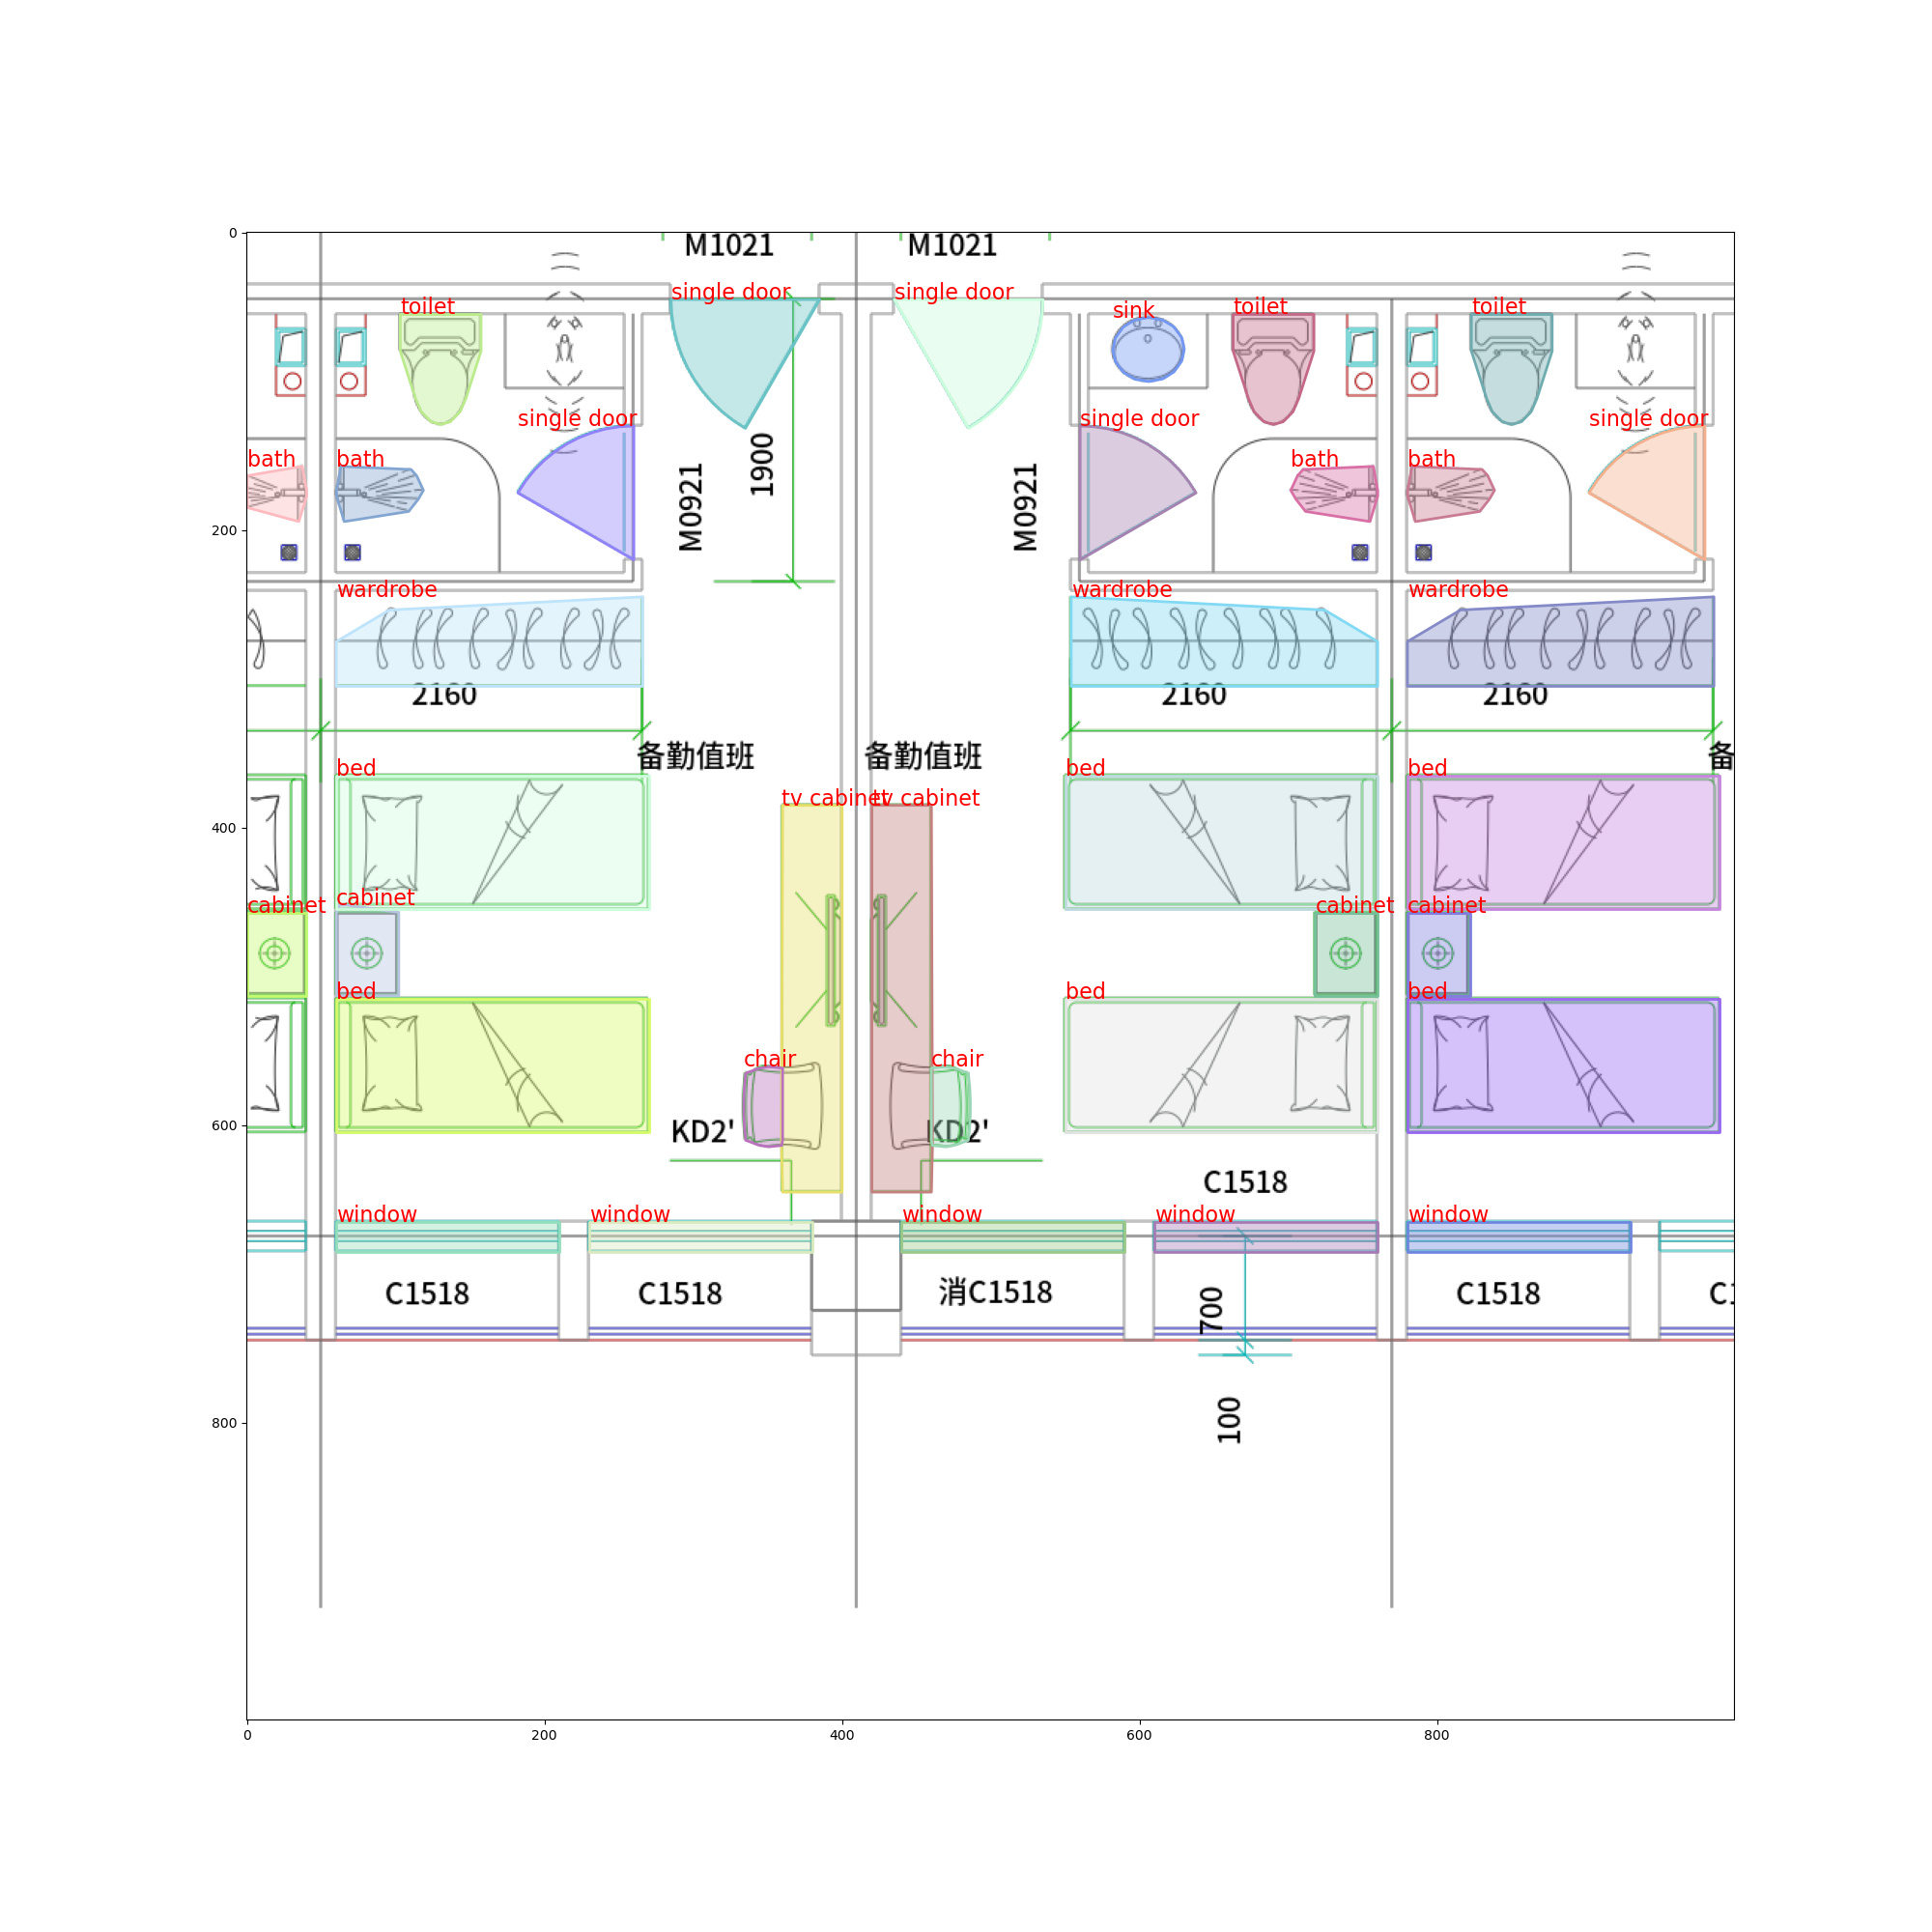 0
M1021
M1021
single door
single door
toilet
sink
toilet
toilet
single door
single door
single door
1900
bath
bath
bath
bath
M0921
M0921
200
wardrobe
wardrobe
wardrobe
2160
2160
2160
备勤值班
备勤值班
备
bed
bed
bed
tv cabinet
tv cabinet
400
cabinet
cabinet
cabinet
cabinet
bed
bed
bed
chair
chair
600
KD2'
KD2'
C1518
window
window
window
window
window
C1518
C1518
消C1518
700
C1518
100
800
0
200
400
600
800